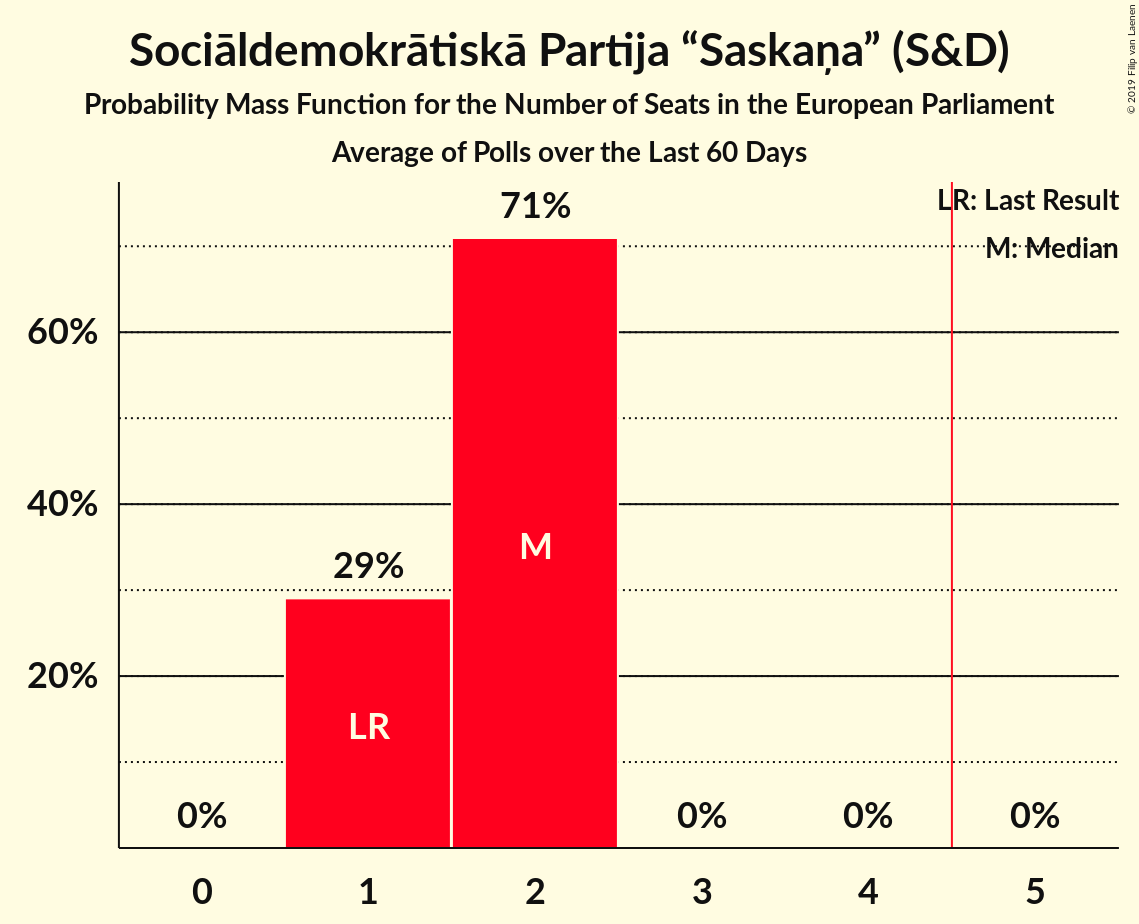 Sociāldemokrātiskā Partija “Saskaņa” (S&D)
Probability Mass Function for the Number of Seats in the European Parliament
Average of Polls over the Last 60 Days
© 2019 Filip van Laenen
LR: Last Result
M: Median
71%
60%
40%
29%
20%
M
LR
0%
0%
0%
0%
0
1
2
3
4
5